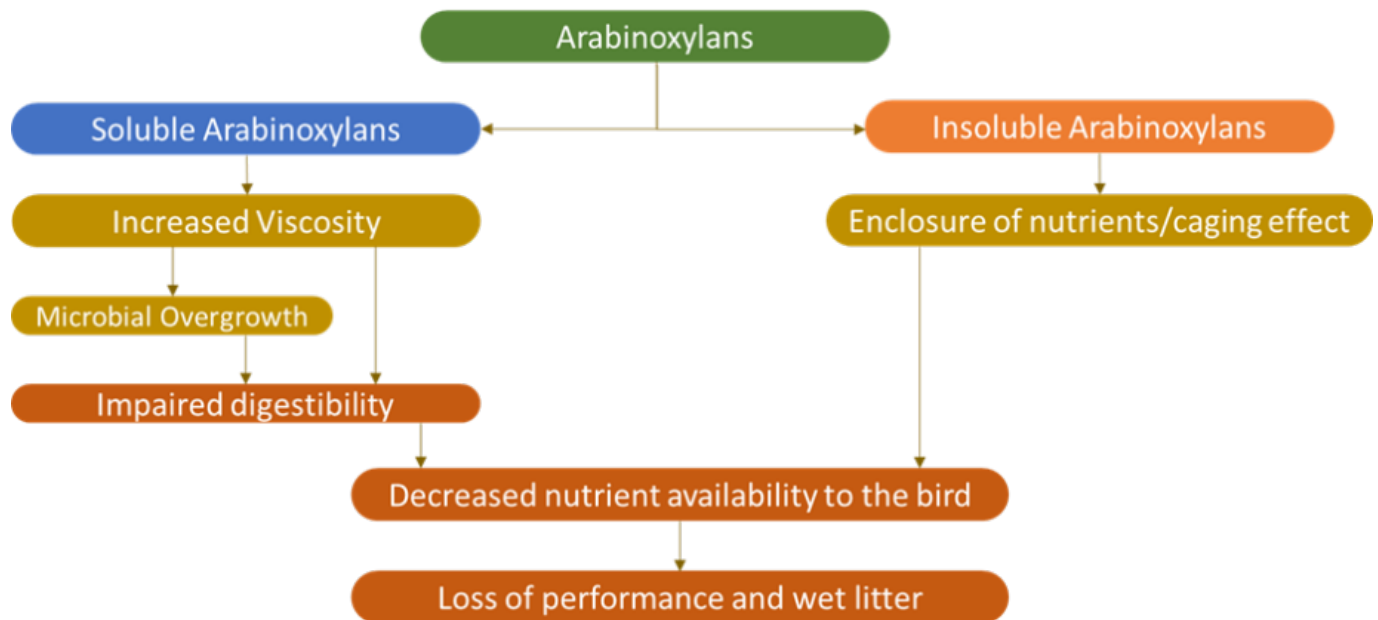 Arabinoxylans
Soluble Arabinoxylans
Insoluble Arabinoxylans
Increased Viscosity
Enclosure of nutrients/caging effect
Microbial Overgrowth
Impaired digestibility
Decreased nutrient availability to the bird
Loss of performance and wet litter